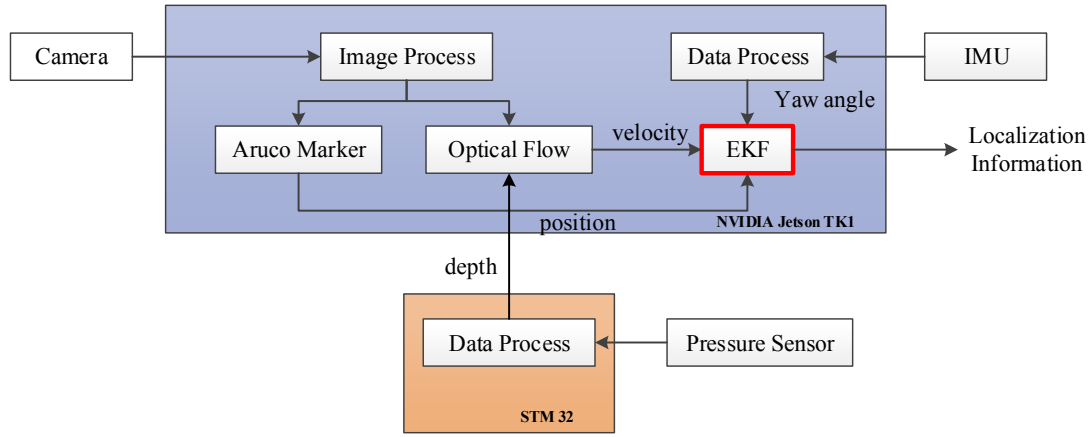 Camera
Image Process
Data Process
IMU
Yaw angle
Aruco Marker
Optical Flow
velocity
EKF
Localization
Information
position
NVIDIA Jetson TK1
depth
Data Process
Pressure Sensor
STM 32